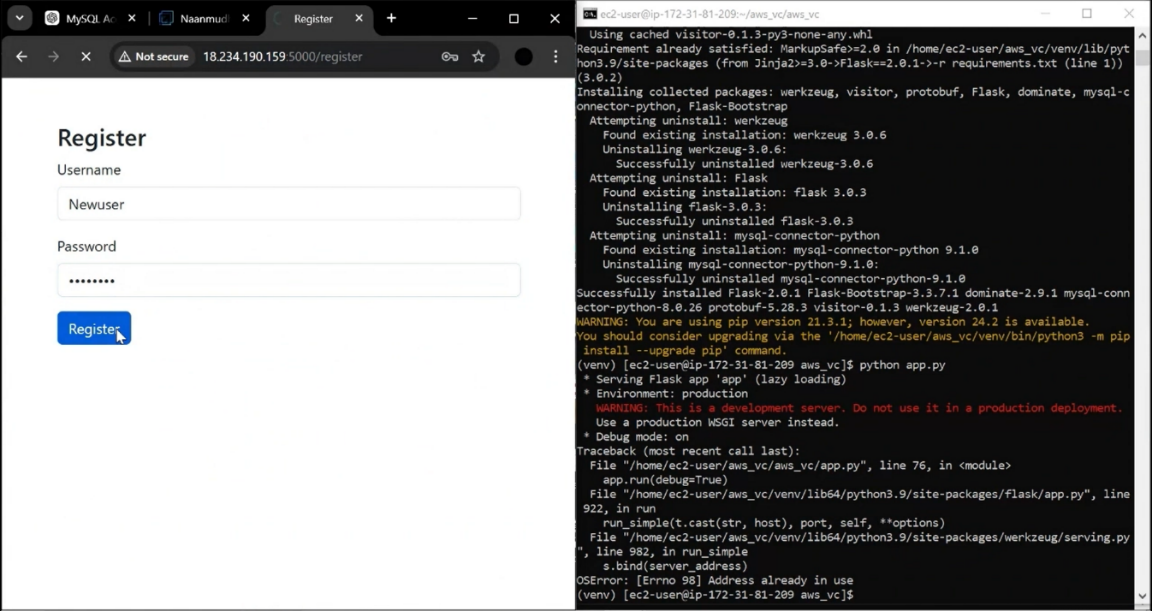 MySQL Ac
Naanmud
Register
Not secure
18.234.190.159:5000/register
Register
Username
Newuser
Password
••••••••
Register
ec2-user@ip-172-31-81-209:~/aws_vc/aws_vc
Using cached visitor-0.1.3-py3-none-any.whl
Requirement already satisfied: MarkupSafe>=2.0 in /home/ec2-user/aws_vc/venv/lib/pyt
hon3.9/site-packages (from Jinja2>=3.0->Flask==2.0.1->-r requirements.txt (line 1))
(3.0.2)
Installing collected packages: werkzeug, visitor, protobuf, Flask, dominate, mysql-c
onnector-python, Flask-Bootstrap
Attempting uninstall: werkzeug
Found existing installation: werkzeug 3.0.6
Uninstalling werkzeug-3.0.6:
Successfully uninstalled werkzeug-3.0.6
Attempting uninstall: Flask
Found existing installation: flask 3.0.3
Uninstalling flask-3.0.3:
Successfully uninstalled flask-3.0.3
Attempting uninstall: mysql-connector-python
Found existing installation: mysql-connector-python 9.1.0
Uninstalling mysql-connector-python-9.1.0:
Successfully uninstalled mysql-connector-python-9.1.0
Successfully installed Flask-2.0.1 Flask-Bootstrap-3.3.7.1 dominate-2.9.1 mysql-conn
ector-python-8.0.26 protobuf-5.28.3 visitor-0.1.3 werkzeug-2.0.1
WARNING: You are using pip version 21.3.1; however, version 24.2 is available.
You should consider upgrading via the '/home/ec2-user/aws_vc/venv/bin/python3 -m pip
install --upgrade pip' command.
(venv) [ec2-user@ip-172-31-81-209 aws_vc]$ python app.py
* Serving Flask app 'app' (lazy loading)
* Environment: production
WARNING: This is a development server. Do not use it in a production deployment.
Use a production WSGI server instead.
* Debug mode: on
Traceback (most recent call last):
File "/home/ec2-user/aws_vc/aws_vc/app.py", line 76, in <module>
app.run(debug=True)
File "/home/ec2-user/aws_vc/venv/lib64/python3.9/site-packages/flask/app.py", line
922, in run
run_simple(t.cast(str, host), port, self, **options)
File "/home/ec2-user/aws_vc/venv/lib64/python3.9/site-packages/werkzeug/serving.py
", line 982, in run_simple
s.bind(server_address)
OSError: [Errno 98] Address already in use
(venv) [ec2-user@ip-172-31-81-209 aws_vc]$